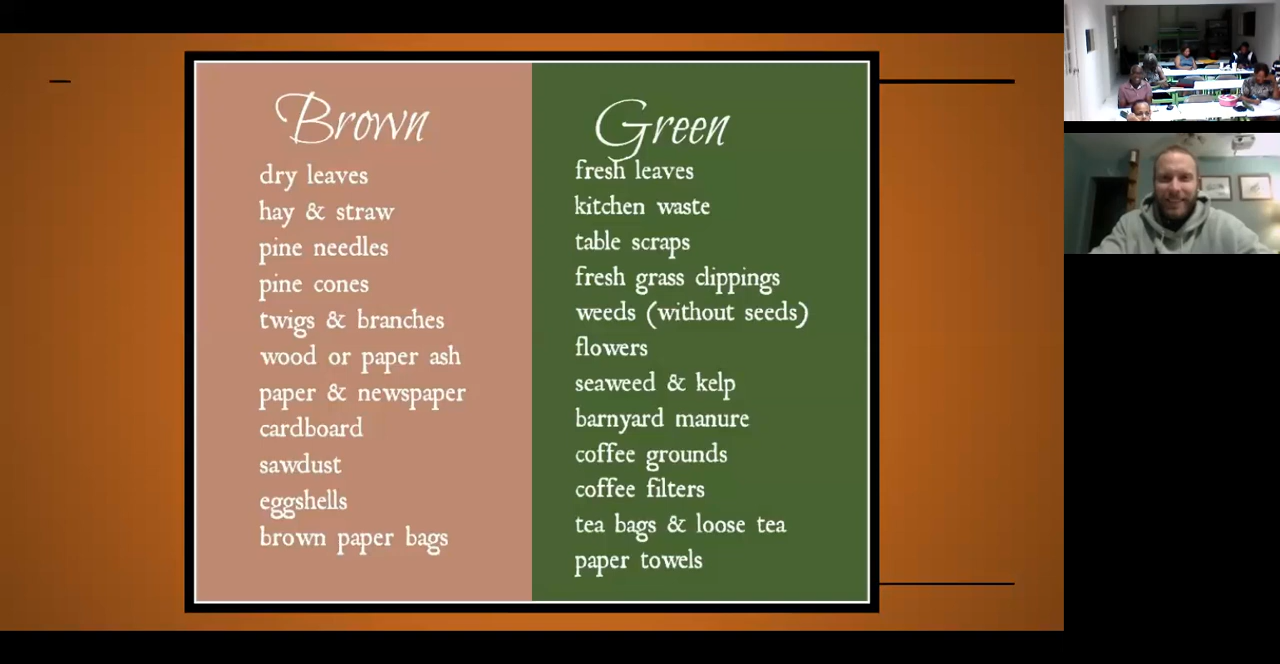 Brown
dry leaves
hay & straw
pine needles
pine cones
twigs & branches
wood or paper ash
paper & newspaper
cardboard
sawdust
eggshells
brown paper bags
Green
fresh leaves
kitchen waste
table scraps
fresh grass clippings
weeds (without seeds)
flowers
seaweed & kelp
barnyard manure
coffee grounds
coffee filters
tea bags & loose tea
paper towels